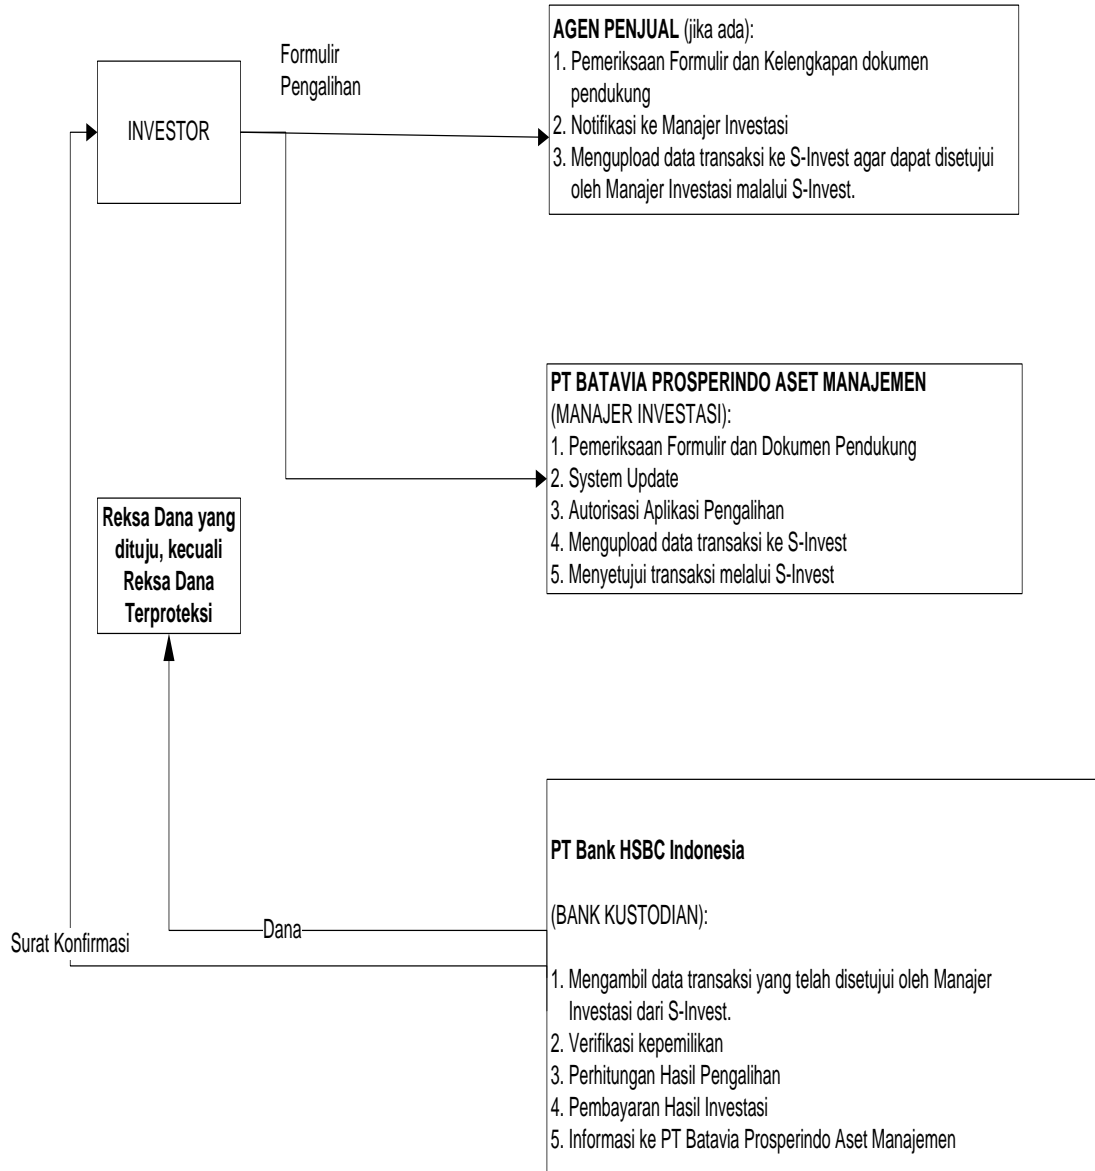 Formulir
Pengalihan
INVESTOR
AGEN PENJUAL (jika ada):
1. Pemeriksaan Formulir dan Kelengkapan dokumen
pendukung
2. Notifikasi ke Manajer Investasi
3. Mengupload data transaksi ke S-Invest agar dapat disetujui
oleh Manajer Investasi malalui S-Invest.
PT BATAVIA PROSPERINDO ASET MANAJEMEN
(MANAJER INVESTASI):
1. Pemeriksaan Formulir dan Dokumen Pendukung
2. System Update
3. Autorisasi Aplikasi Pengalihan
4. Mengupload data transaksi ke S-Invest
5. Menyetujui transaksi melalui S-Invest
Reksa Dana yang
dituju, kecuali
Reksa Dana
Terproteksi
Dana
Surat Konfirmasi
PT Bank HSBC Indonesia
(BANK KUSTODIAN):
1. Mengambil data transaksi yang telah disetujui oleh Manajer
Investasi dari S-Invest.
2. Verifikasi kepemilikan
3. Perhitungan Hasil Pengalihan
4. Pembayaran Hasil Investasi
5. Informasi ke PT Batavia Prosperindo Aset Manajemen